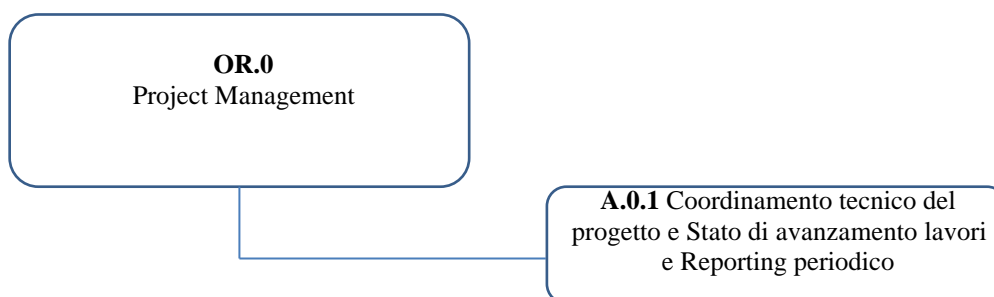 OR.0
Project Management
A.0.1 Coordinamento tecnico del
progetto e Stato di avanzamento lavori
e Reporting periodico